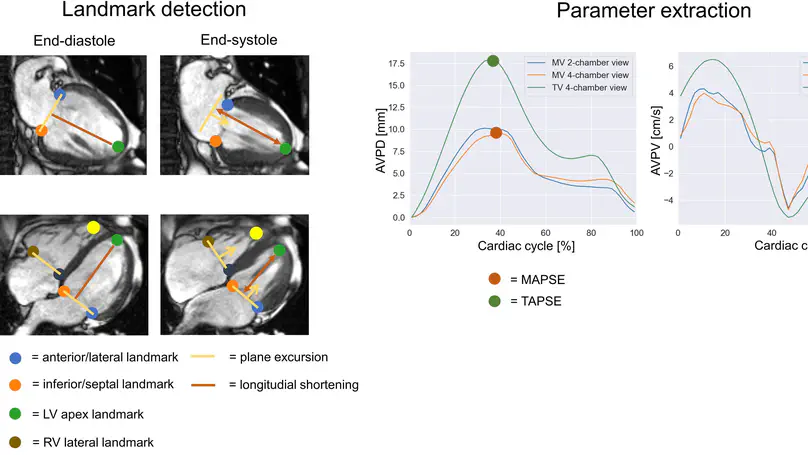 Landmark detection
Parameter extraction
End-diastole
End-systole
AVPD [mm]
17.5
15.0
12.5
10.0
7.5
5.0
2.5
0.0
MV 2-chamber view
MV 4-chamber view
TV 4-chamber view
0 20 40 60 80 100
Cardiac cycle [%]
AVPV [cm/s]
6
4
2
0
−2
−4
0 20 40
Cardiac c
= MAPSE
= TAPSE
= anterior/lateral landmark
= plane excursion
= inferior/septal landmark
= longitudial shortening
= LV apex landmark
= RV lateral landmark